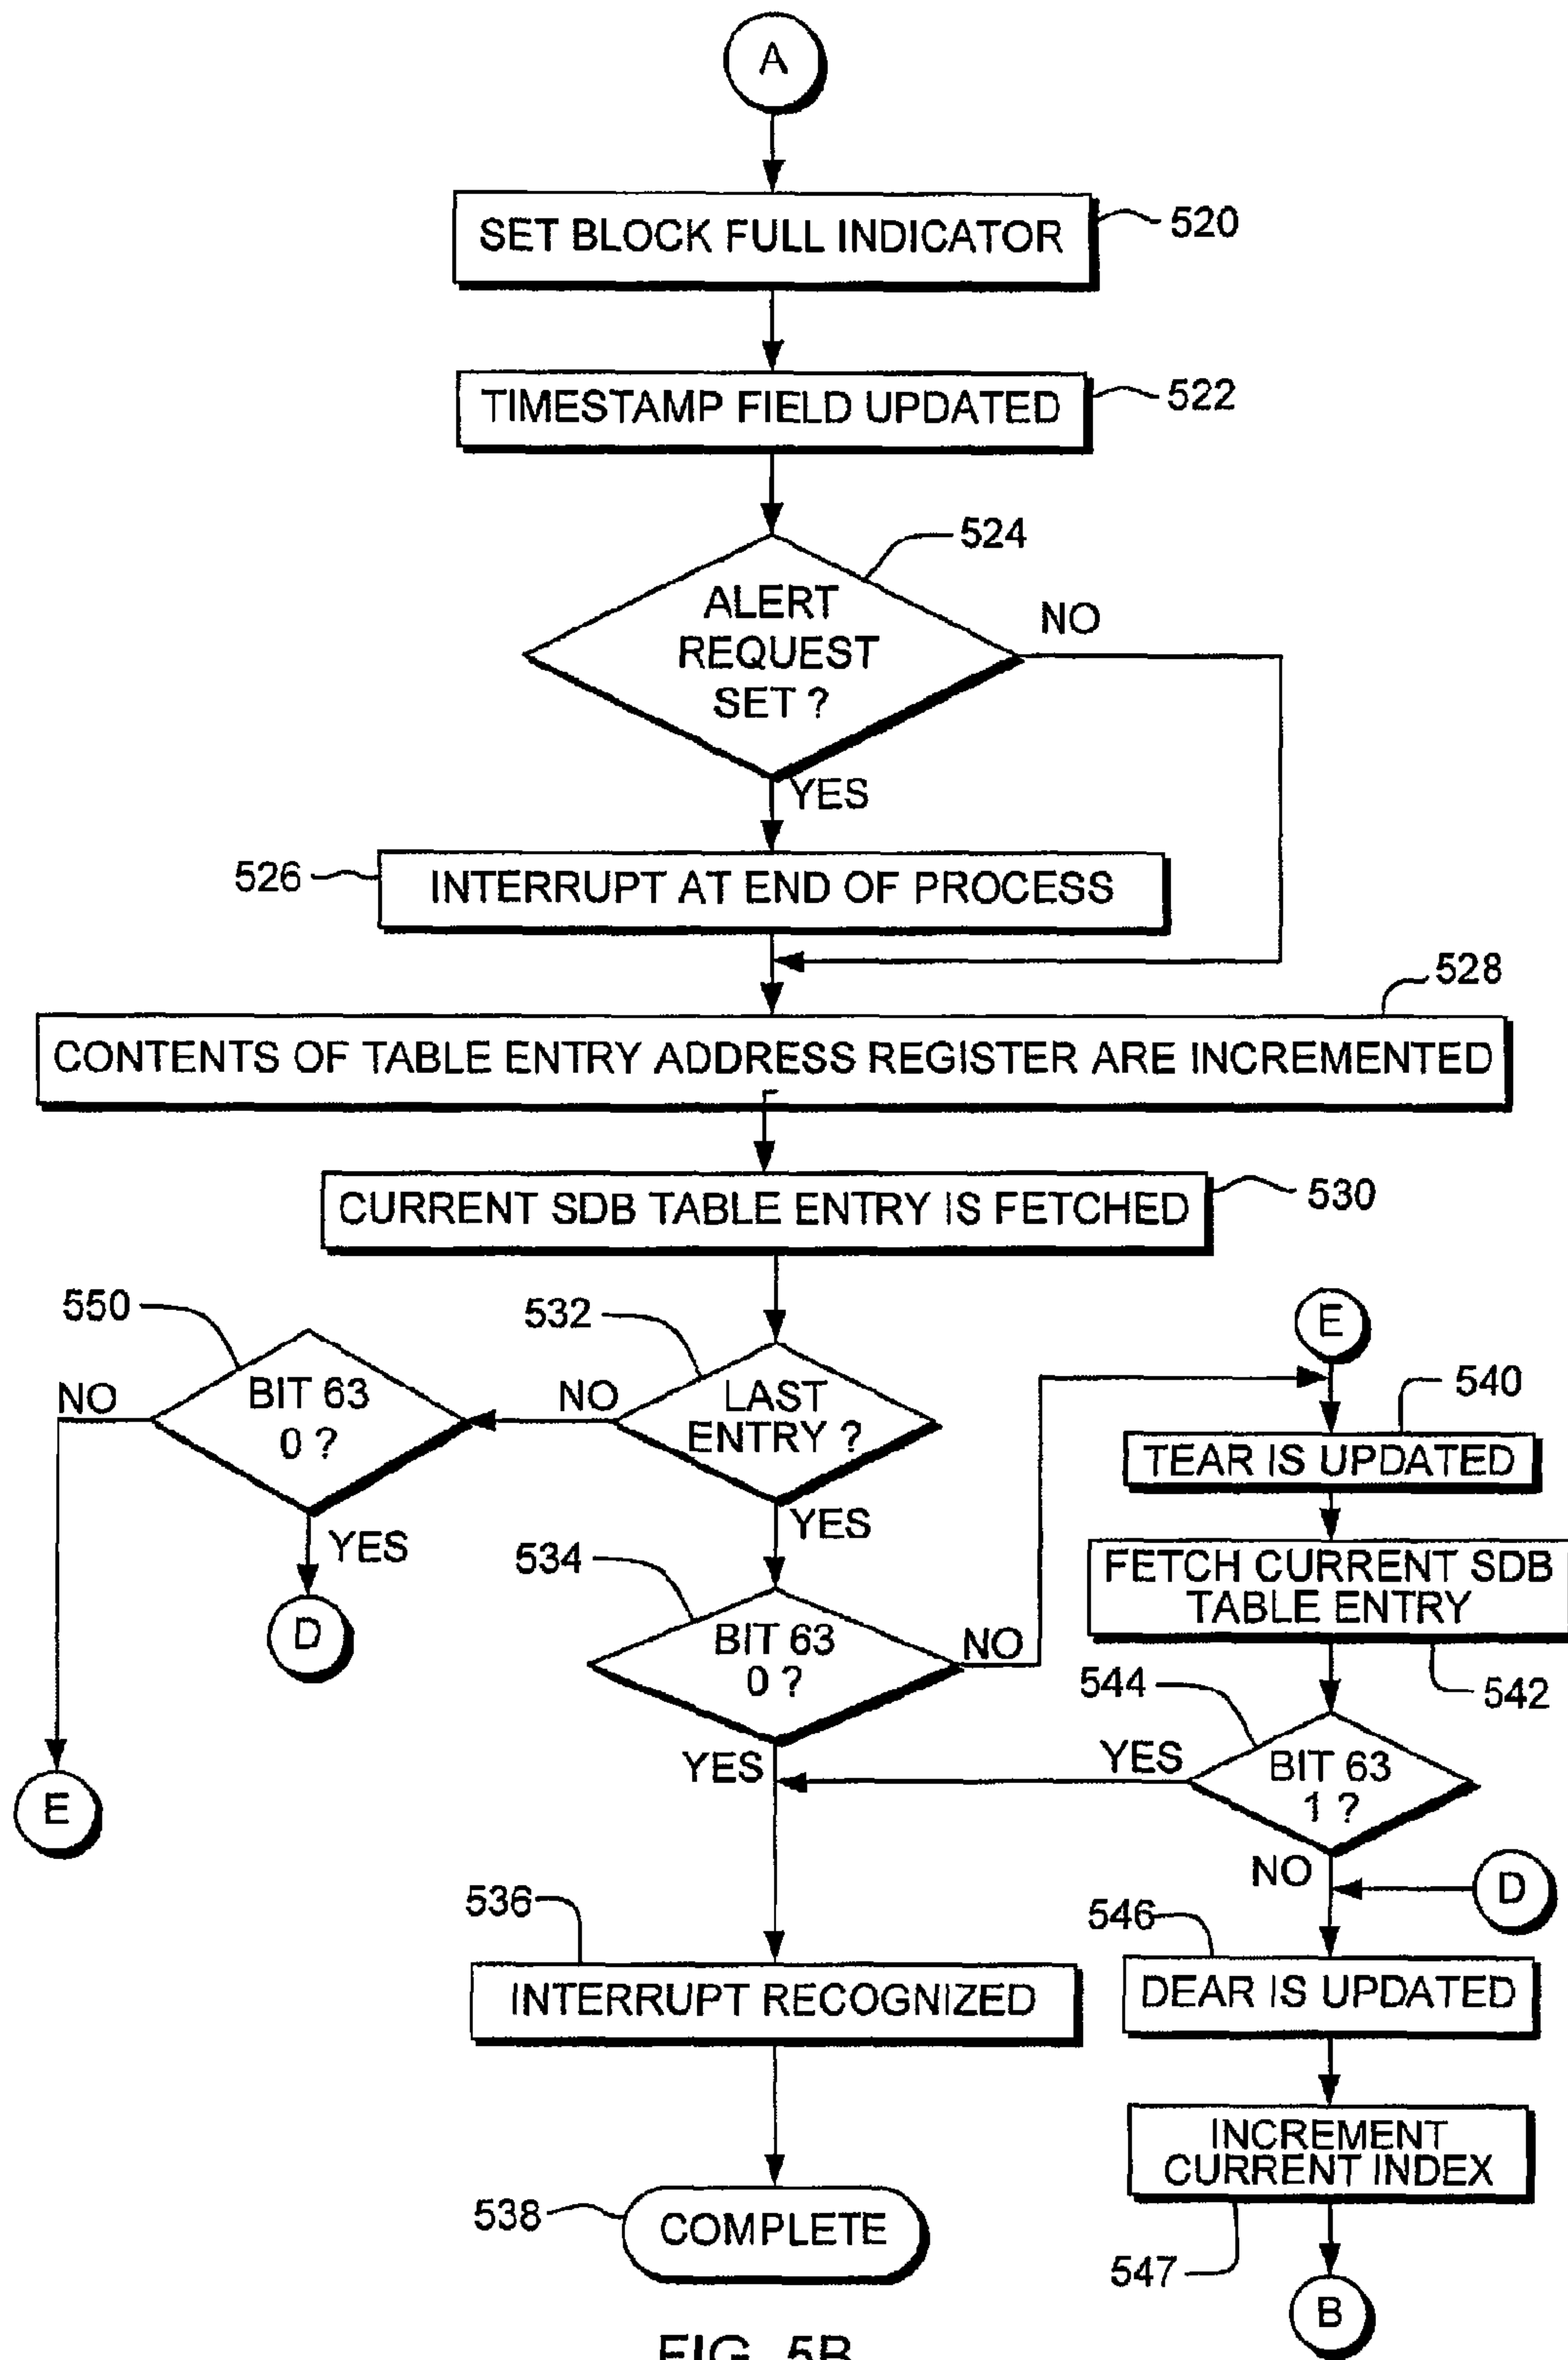 A
SET BLOCK FULL INDICATOR
520
TIMESTAMP FIELD UPDATED
522
524
ALERT
REQUEST
SET ?
NO
YES
526
INTERRUPT AT END OF PROCESS
528
CONTENTS OF TABLE ENTRY ADDRESS REGISTER ARE INCREMENTED
CURRENT SDB TABLE ENTRY IS FETCHED
530
550
BIT 63
0 ?
NO
YES
D
E
532
LAST
ENTRY ?
NO
YES
534
BIT 63
0 ?
NO
YES
E
540
TEAR IS UPDATED
FETCH CURRENT SDB
TABLE ENTRY
542
544
BIT 63
1 ?
YES
NO
D
536
INTERRUPT RECOGNIZED
546
DEAR IS UPDATED
INCREMENT
CURRENT INDEX
547
538
COMPLETE
B
FIG. 5B